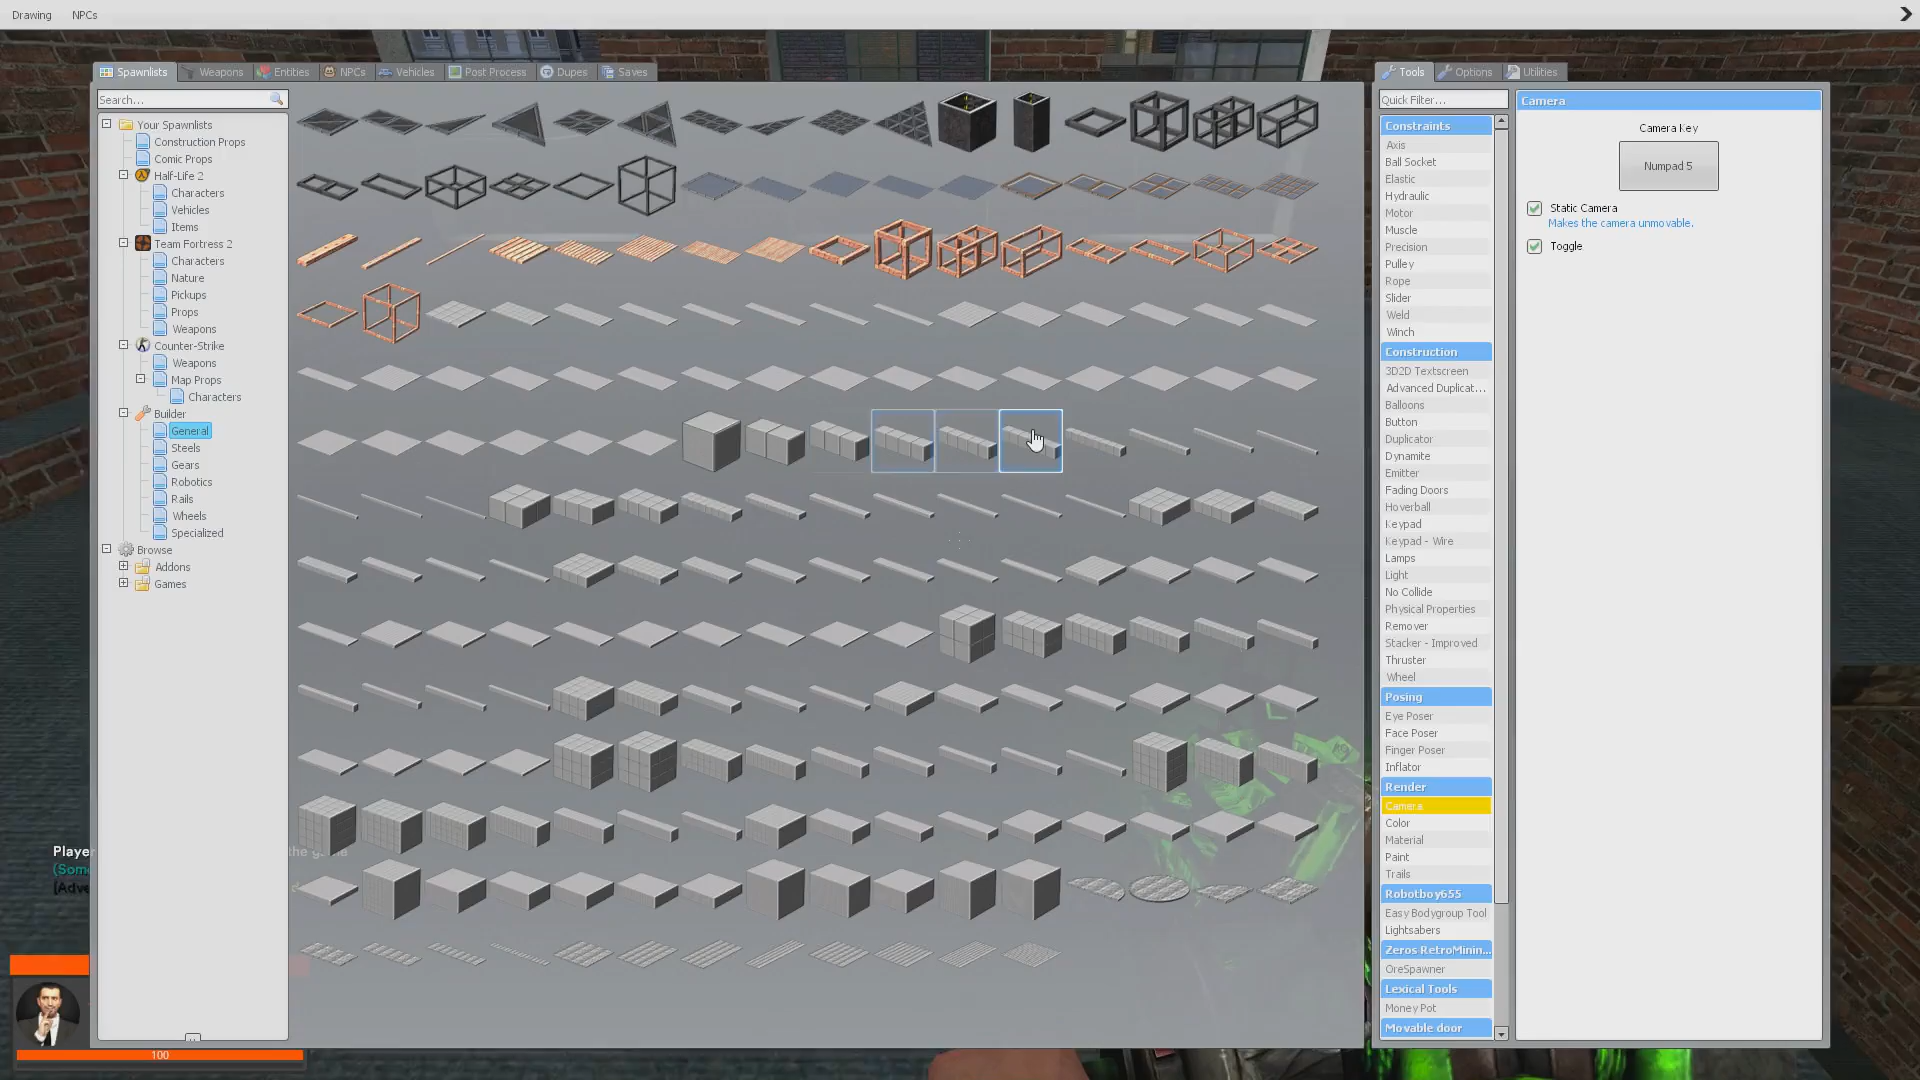 Drawing NPCs
Spawnlists Weapons Entities NPCs Vehicles Post Process Dupes Saves
Search...
Your Spawnlists
Construction Props
Comic Props
Half-Life 2
Characters
Vehicles
Items
Team Fortress 2
Characters
Nature
Pickups
Props
Weapons
Counter-Strike
Weapons
Map Props
Characters
Builder
General
Steels
Gears
Robotics
Rails
Wheels
Specialized
Browse
Addons
Games
Player
the game
(Som
(Adve
100
Tools Options Utilities
Quick Filter...
Constraints
Axis
Ball Socket
Elastic
Hydraulic
Motor
Muscle
Precision
Pulley
Rope
Slider
Weld
Winch
Construction
3D2D Textscreen
Advanced Duplicat...
Balloons
Button
Duplicator
Dynamite
Emitter
Fading Doors
Hoverball
Keypad
Keypad - Wire
Lamps
Light
No Collide
Physical Properties
Remover
Stacker - Improved
Thruster
Wheel
Posing
Eye Poser
Face Poser
Finger Poser
Inflator
Render
Camera
Color
Material
Paint
Trails
Robotboy655
Easy Bodygroup Tool
Lightsabers
Zeros RetroMinin...
OreSpawner
Lexical Tools
Money Pot
Movable door
Camera
Camera Key
Numpad 5
Static Camera
Makes the camera unmovable.
Toggle